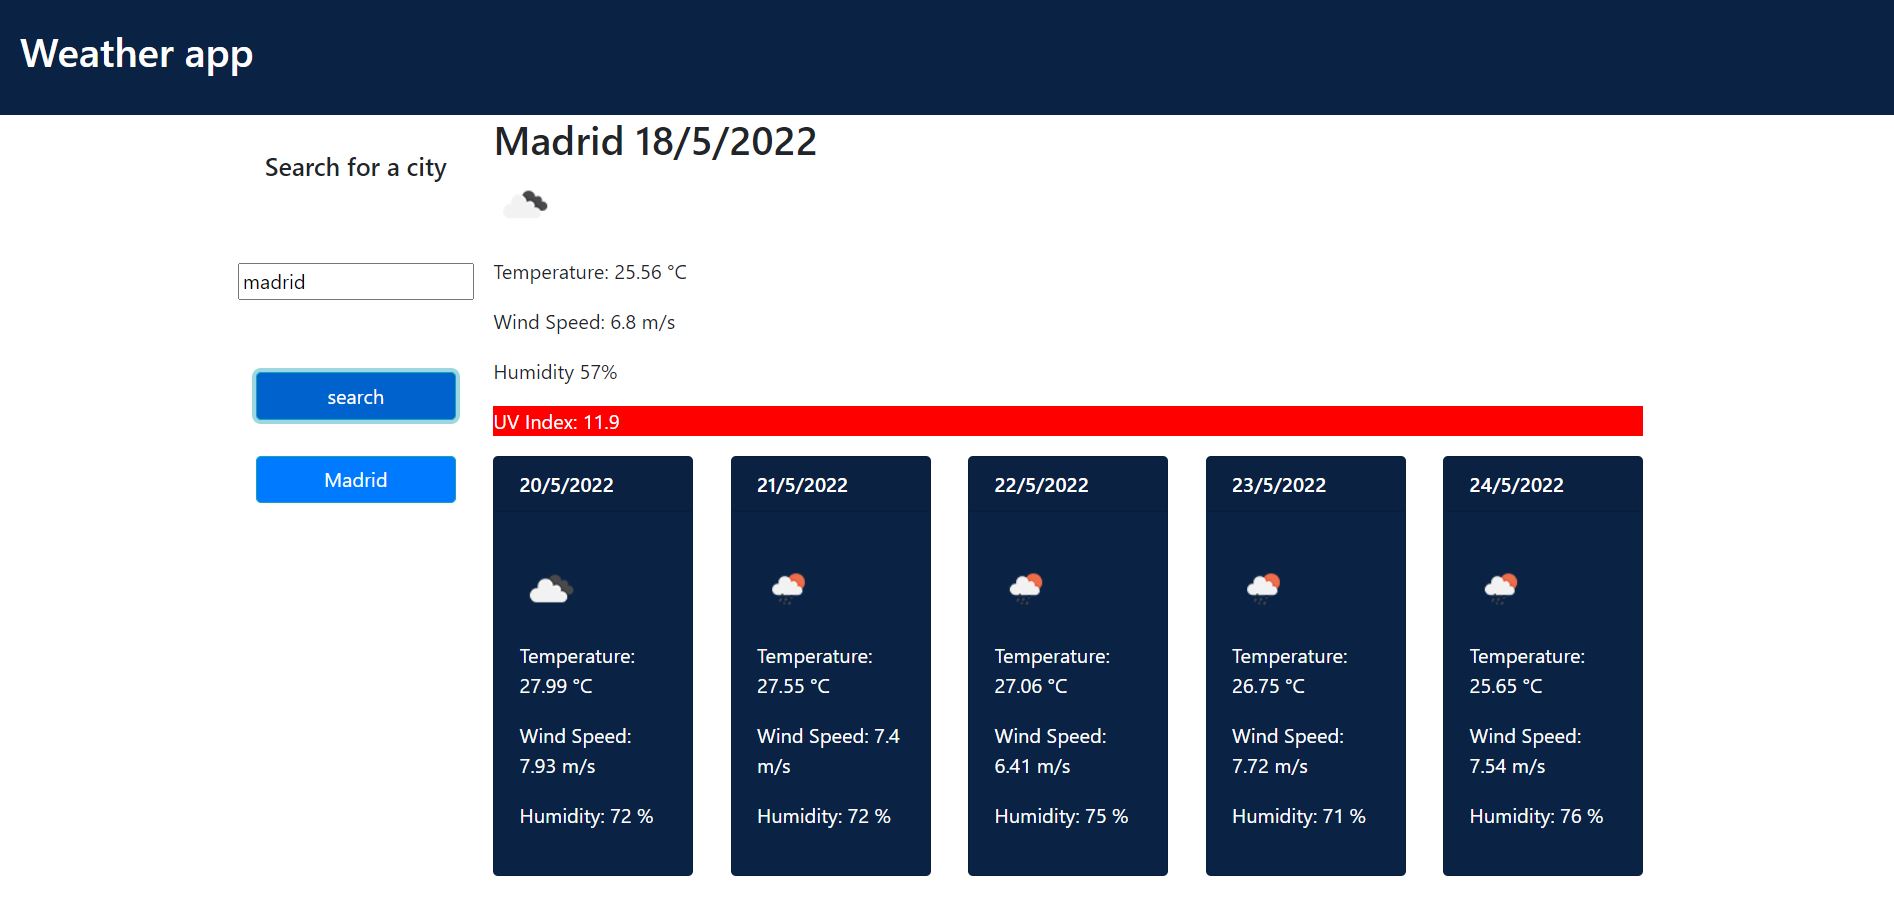 Weather app
Search for a city
madrid
search
Madrid
Madrid 18/5/2022
Temperature: 25.56 °C
Wind Speed: 6.8 m/s
Humidity 57%
UV Index: 11.9
20/5/2022
Temperature:
27.99 °C
Wind Speed:
7.93 m/s
Humidity: 72 %
21/5/2022
Temperature:
27.55 °C
Wind Speed: 7.4
m/s
Humidity: 72 %
22/5/2022
Temperature:
27.06 °C
Wind Speed:
6.41 m/s
Humidity: 75 %
23/5/2022
Temperature:
26.75 °C
Wind Speed:
7.72 m/s
Humidity: 71 %
24/5/2022
Temperature:
25.65 °C
Wind Speed:
7.54 m/s
Humidity: 76 %